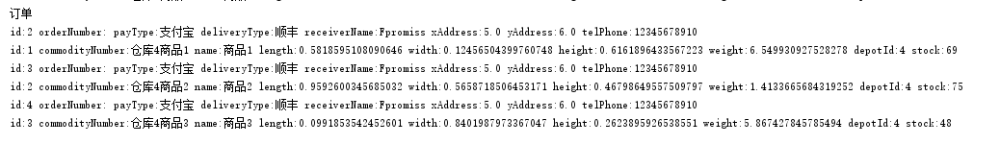 订单
id:2 orderNumber: payType:支付宝 deliveryType:顺丰 receiverName:Fpromiss xAddress:5.0 yAddress:6.0 telPhone:12345678910
id:1 commodityNumber:仓库4商品1 name:商品1 length:0.5818595108090646 width:0.12456504399760748 height:0.6161896433567223 weight:6.549930927528278 depotId:4 stock:69
id:3 orderNumber: payType:支付宝 deliveryType:顺丰 receiverName:Fpromiss xAddress:5.0 yAddress:6.0 telPhone:12345678910
id:2 commodityNumber:仓库4商品2 name:商品2 length:0.9592600345685032 width:0.5658718506453171 height:0.46798649557509797 weight:1.4133665684319252 depotId:4 stock:75
id:4 orderNumber: payType:支付宝 deliveryType:顺丰 receiverName:Fpromiss xAddress:5.0 yAddress:6.0 telPhone:12345678910
id:3 commodityNumber:仓库4商品3 name:商品3 length:0.0991853542452601 width:0.8401987973367047 height:0.2623895926538551 weight:5.867427845785494 depotId:4 stock:48